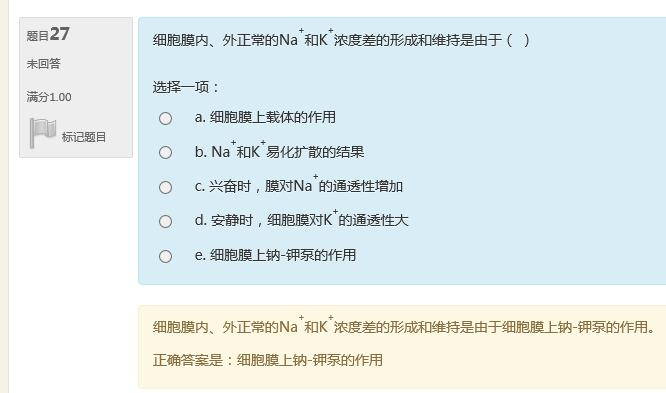 题目27
未回答
满分1.00
标记题目
细胞膜内、外正常的Na⁺和K⁺浓度差的形成和维持是由于（ ）
选择一项：
a. 细胞膜上载体的作用
b. Na⁺和K⁺易化扩散的结果
c. 兴奋时，膜对Na⁺的通透性增加
d. 安静时，细胞膜对K⁺的通透性大
e. 细胞膜上钠-钾泵的作用
细胞膜内、外正常的Na⁺和K⁺浓度差的形成和维持是由于细胞膜上钠-钾泵的作用。
正确答案是：细胞膜上钠-钾泵的作用